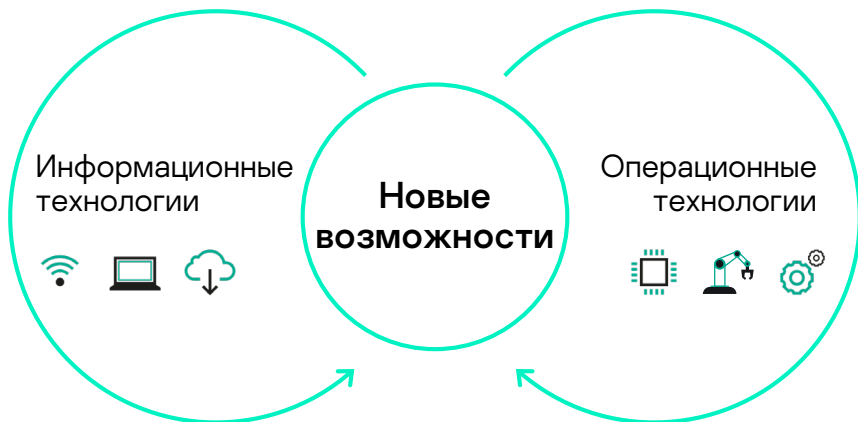 Информационные
технологии
Новые
возможности
Операционные
технологии